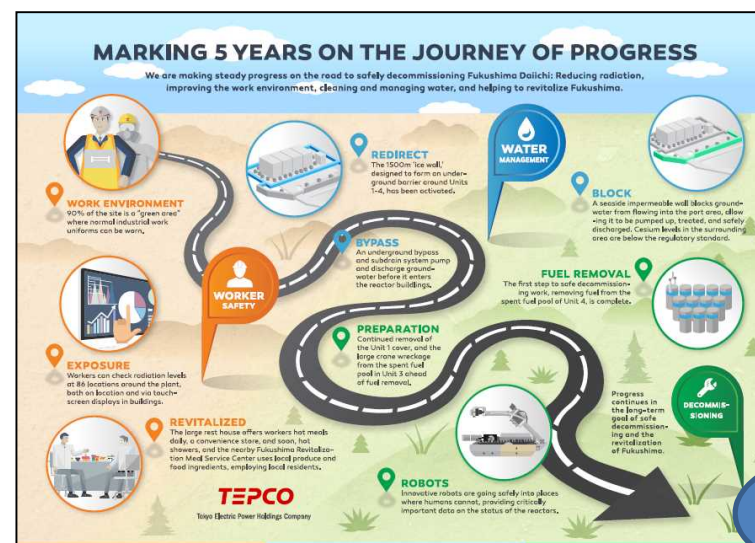 MARKING 5 YEARS ON THE JOURNEY OF PROGRESS
We are making steady progress on the road to safely decommissioning Fukushima Daiichi: Reducing radiation,
improving the work environment, cleaning and managing water, and helping to revitalize Fukushima.
WORK ENVIRONMENT
90% of the site is a "green area"
where normal industrial work
uniforms can be worn.
REDIRECT
The 1500m 'ice wall,'
designed to form an under-
ground barrier around Units
1-4, has been activated.
WATER
MANAGEMENT
BLOCK
A seaside impermeable wall blocks ground-
water from flowing into the port area, allow
-ing it to be pumped up, treated, and safely
discharged. Cesium levels in the surrounding
area are below the regulatory standard.
BYPASS
An underground bypass
and subdrain system pump
and discharge ground-
water before it enters
the reactor buildings.
WORKER
SAFETY
FUEL REMOVAL
The first step to safe decommission-
ing work, removing fuel from the
spent fuel pool of Unit 4, is complete.
EXPOSURE
Workers can check radiation levels
at 86 locations around the plant,
both on location and via touch-
screen displays in buildings.
PREPARATION
Continued removal of
the Unit 1 cover, and the
large crane wreckage
from the spent fuel
pool in Unit 3 ahead
of fuel removal.
REVITALIZED
The large rest house offers workers hot meals
daily, a convenience store, and soon, hot
showers, and the nearby Fukushima Revitaliza-
tion Meal Service Center uses local produce and
food ingredients, employing local residents.
Progress
continues in
the long-term
goal of safe
decommission-
ing and the
revitalization
of Fukushima.
DECOMMIS-
SIONING
TEPCO
Tokyo Electric Power Holdings Company
ROBOTS
Innovative robots are going safely into places
where humans cannot, providing critically
important data on the status of the reactors.